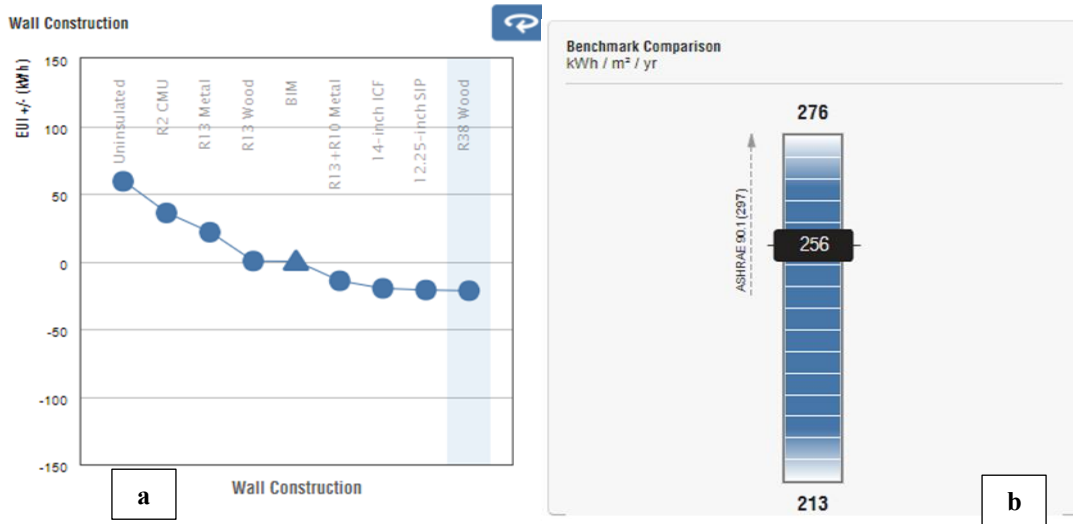 Wall Construction
EUI +/- (kWh)
150
100
50
0
-50
-100
-150
Uninsulated
R2 CMU
R13 Metal
R13 Wood
BIM
R13+R10 Metal
14-inch ICF
12.25-inch SIP
R38 Wood
Wall Construction
a
Benchmark Comparison
kWh / m² / yr
276
ASHRAE 90.1 (297)
256
213
b